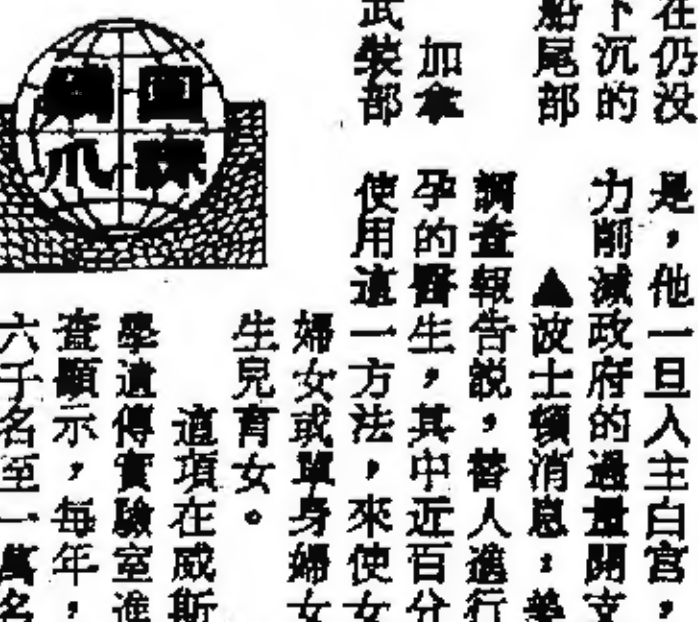 在仍没
下沉的
船尾部
加拿
武裝部
是，他一旦入主白宮，
力削減政府的過量開支
▲波士頓消息：美
調查報告説，替人進行
孕的醫生，其中近百分
使用這一方法，來使女
婦女或單身婦女
生兒育女。
這項在威斯
學遺傳實驗室進
查顯示，每年，
六千名至一萬名